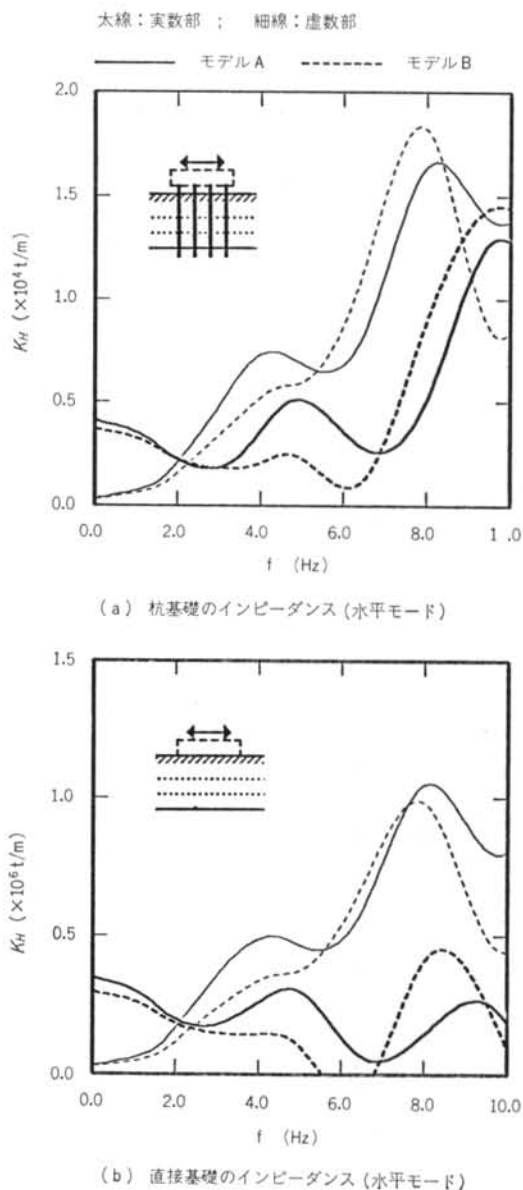 太線：実数部 ； 細線：虚数部
モデルA モデルB
2.0
1.5
1.0
0.5
0.0
K_H (×10⁴t/m)
0.0 2.0 4.0 6.0 8.0 1 .0
f (Hz)
(a) 杭基礎のインピーダンス(水平モード)
1.5
1.0
0.5
0.0
K_H (×10⁶t/m)
0.0 2.0 4.0 6.0 8.0 10.0
f (Hz)
(b) 直接基礎のインピーダンス(水平モード)